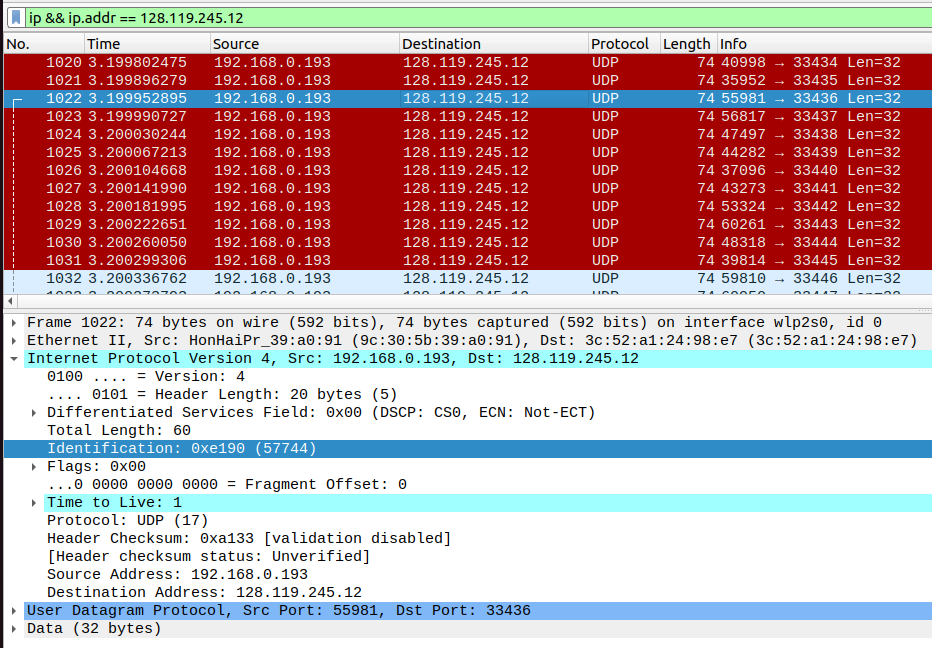 ip && ip.addr == 128.119.245.12
No. Time Source Destination Protocol Length Info
1020 3.199802475 192.168.0.193 128.119.245.12 UDP 74 40998 → 33434 Len=32
1021 3.199896279 192.168.0.193 128.119.245.12 UDP 74 35952 → 33435 Len=32
1022 3.199952895 192.168.0.193 128.119.245.12 UDP 74 55981 → 33436 Len=32
1023 3.199990727 192.168.0.193 128.119.245.12 UDP 74 56817 → 33437 Len=32
1024 3.200030244 192.168.0.193 128.119.245.12 UDP 74 47497 → 33438 Len=32
1025 3.200067213 192.168.0.193 128.119.245.12 UDP 74 44282 → 33439 Len=32
1026 3.200104668 192.168.0.193 128.119.245.12 UDP 74 37096 → 33440 Len=32
1027 3.200141990 192.168.0.193 128.119.245.12 UDP 74 43273 → 33441 Len=32
1028 3.200181995 192.168.0.193 128.119.245.12 UDP 74 53324 → 33442 Len=32
1029 3.200222651 192.168.0.193 128.119.245.12 UDP 74 60261 → 33443 Len=32
1030 3.200260050 192.168.0.193 128.119.245.12 UDP 74 48318 → 33444 Len=32
1031 3.200299306 192.168.0.193 128.119.245.12 UDP 74 39814 → 33445 Len=32
1032 3.200336762 192.168.0.193 128.119.245.12 UDP 74 59810 → 33446 Len=32
Frame 1022: 74 bytes on wire (592 bits), 74 bytes captured (592 bits) on interface wlp2s0, id 0
Ethernet II, Src: HonHaiPr_39:a0:91 (9c:30:5b:39:a0:91), Dst: 3c:52:a1:24:98:e7 (3c:52:a1:24:98:e7)
Internet Protocol Version 4, Src: 192.168.0.193, Dst: 128.119.245.12
0100 .... = Version: 4
.... 0101 = Header Length: 20 bytes (5)
Differentiated Services Field: 0x00 (DSCP: CS0, ECN: Not-ECT)
Total Length: 60
Identification: 0xe190 (57744)
Flags: 0x00
...0 0000 0000 0000 = Fragment Offset: 0
Time to Live: 1
Protocol: UDP (17)
Header Checksum: 0xa133 [validation disabled]
[Header checksum status: Unverified]
Source Address: 192.168.0.193
Destination Address: 128.119.245.12
User Datagram Protocol, Src Port: 55981, Dst Port: 33436
Data (32 bytes)